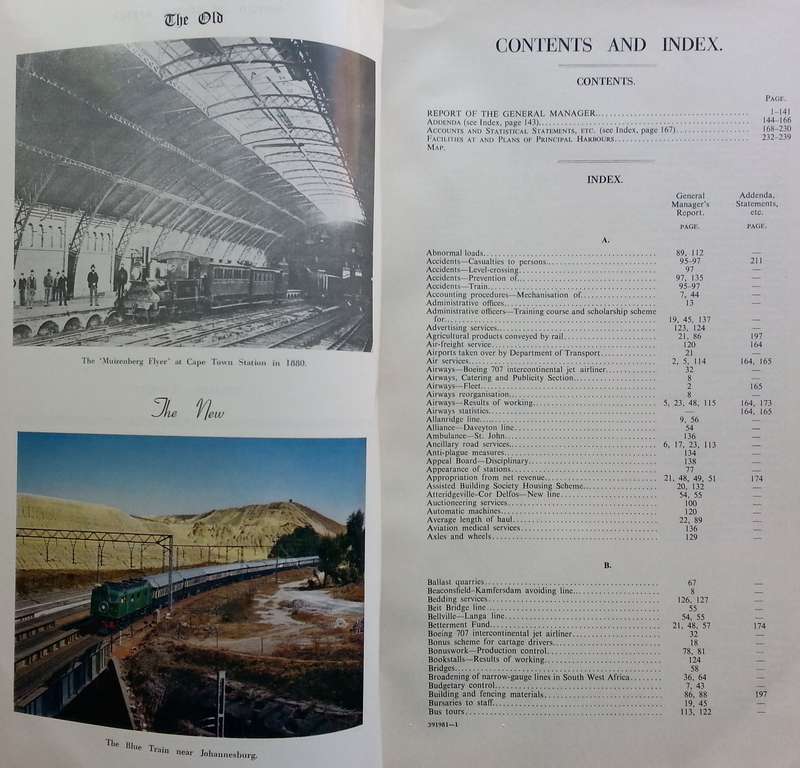 The Old
The 'Muizenberg Flyer' at Cape Town Station in 1880.
The New
The Blue Train near Johannesburg.
CONTENTS AND INDEX.
CONTENTS.
PAGE.
REPORT OF THE GENERAL MANAGER 1–141
ADDENDA (see Index, page 143) 144–166
ACCOUNTS AND STATISTICAL STATEMENTS, ETC. (see Index, page 167) 168–230
FACILITIES AT AND PLANS OF PRINCIPAL HARBOURS 232–239
MAP.
INDEX.
General Manager's Report. Addenda, Statements, etc.
PAGE. PAGE.
A.
Abnormal loads 89, 112 —
Accidents—Casualties to persons 95–97 211
Accidents—Level-crossing 97 —
Accidents—Prevention of 97, 135 —
Accidents—Train 95–97 —
Accounting procedures—Mechanisation of 7, 44 —
Administrative offices 13 —
Administrative officers—Training course and scholarship scheme
for 19, 45, 137 —
Advertising services 123, 124 —
Agricultural products conveyed by rail 21, 86 197
Air-freight service 120 164
Airports taken over by Department of Transport 21 —
Air services 2, 5, 114 164, 165
Airways—Boeing 707 intercontinental jet airliner 32 —
Airways, Catering and Publicity Section 8 —
Airways—Fleet 2 165
Airways reorganisation 8 —
Airways—Results of working 5, 23, 48, 115 164, 173
Airways statistics — 164, 165
Allanridge line 9, 56 —
Alliance—Daveyton line 54 —
Ambulance—St. John 136 —
Ancillary road services 6, 17, 23, 113 —
Anti-plague measures 134 —
Appeal Board—Disciplinary 138 —
Appearance of stations 77 —
Appropriation from net revenue 21, 48, 49, 51 174
Assisted Building Society Housing Scheme 20, 132 —
Atteridgeville-Cor Delfos—New line 54, 55 —
Auctioneering services 100 —
Automatic machines 120 —
Average length of haul 22, 89 —
Aviation medical services 136 —
Axles and wheels 129 —
B.
Ballast quarries 67 —
Beaconsfield-Kamfersdam avoiding line 8 —
Bedding services 126, 127 —
Beit Bridge line 55 —
Bellville—Langa line 54, 55 —
Betterment Fund 21, 48, 57 174
Boeing 707 intercontinental jet airliner 32 —
Bonus scheme for cartage drivers 18 —
Bonuswork—Production control 78, 81 —
Bookstalls—Results of working 124 —
Bridges 58 —
Broadening of narrow-gauge lines in South West Africa 36, 64 —
Budgetary control 7, 43 —
Building and fencing materials 86, 88 197
Bursaries to staff 19, 45 —
Bus tours 113, 122 —
391981—1